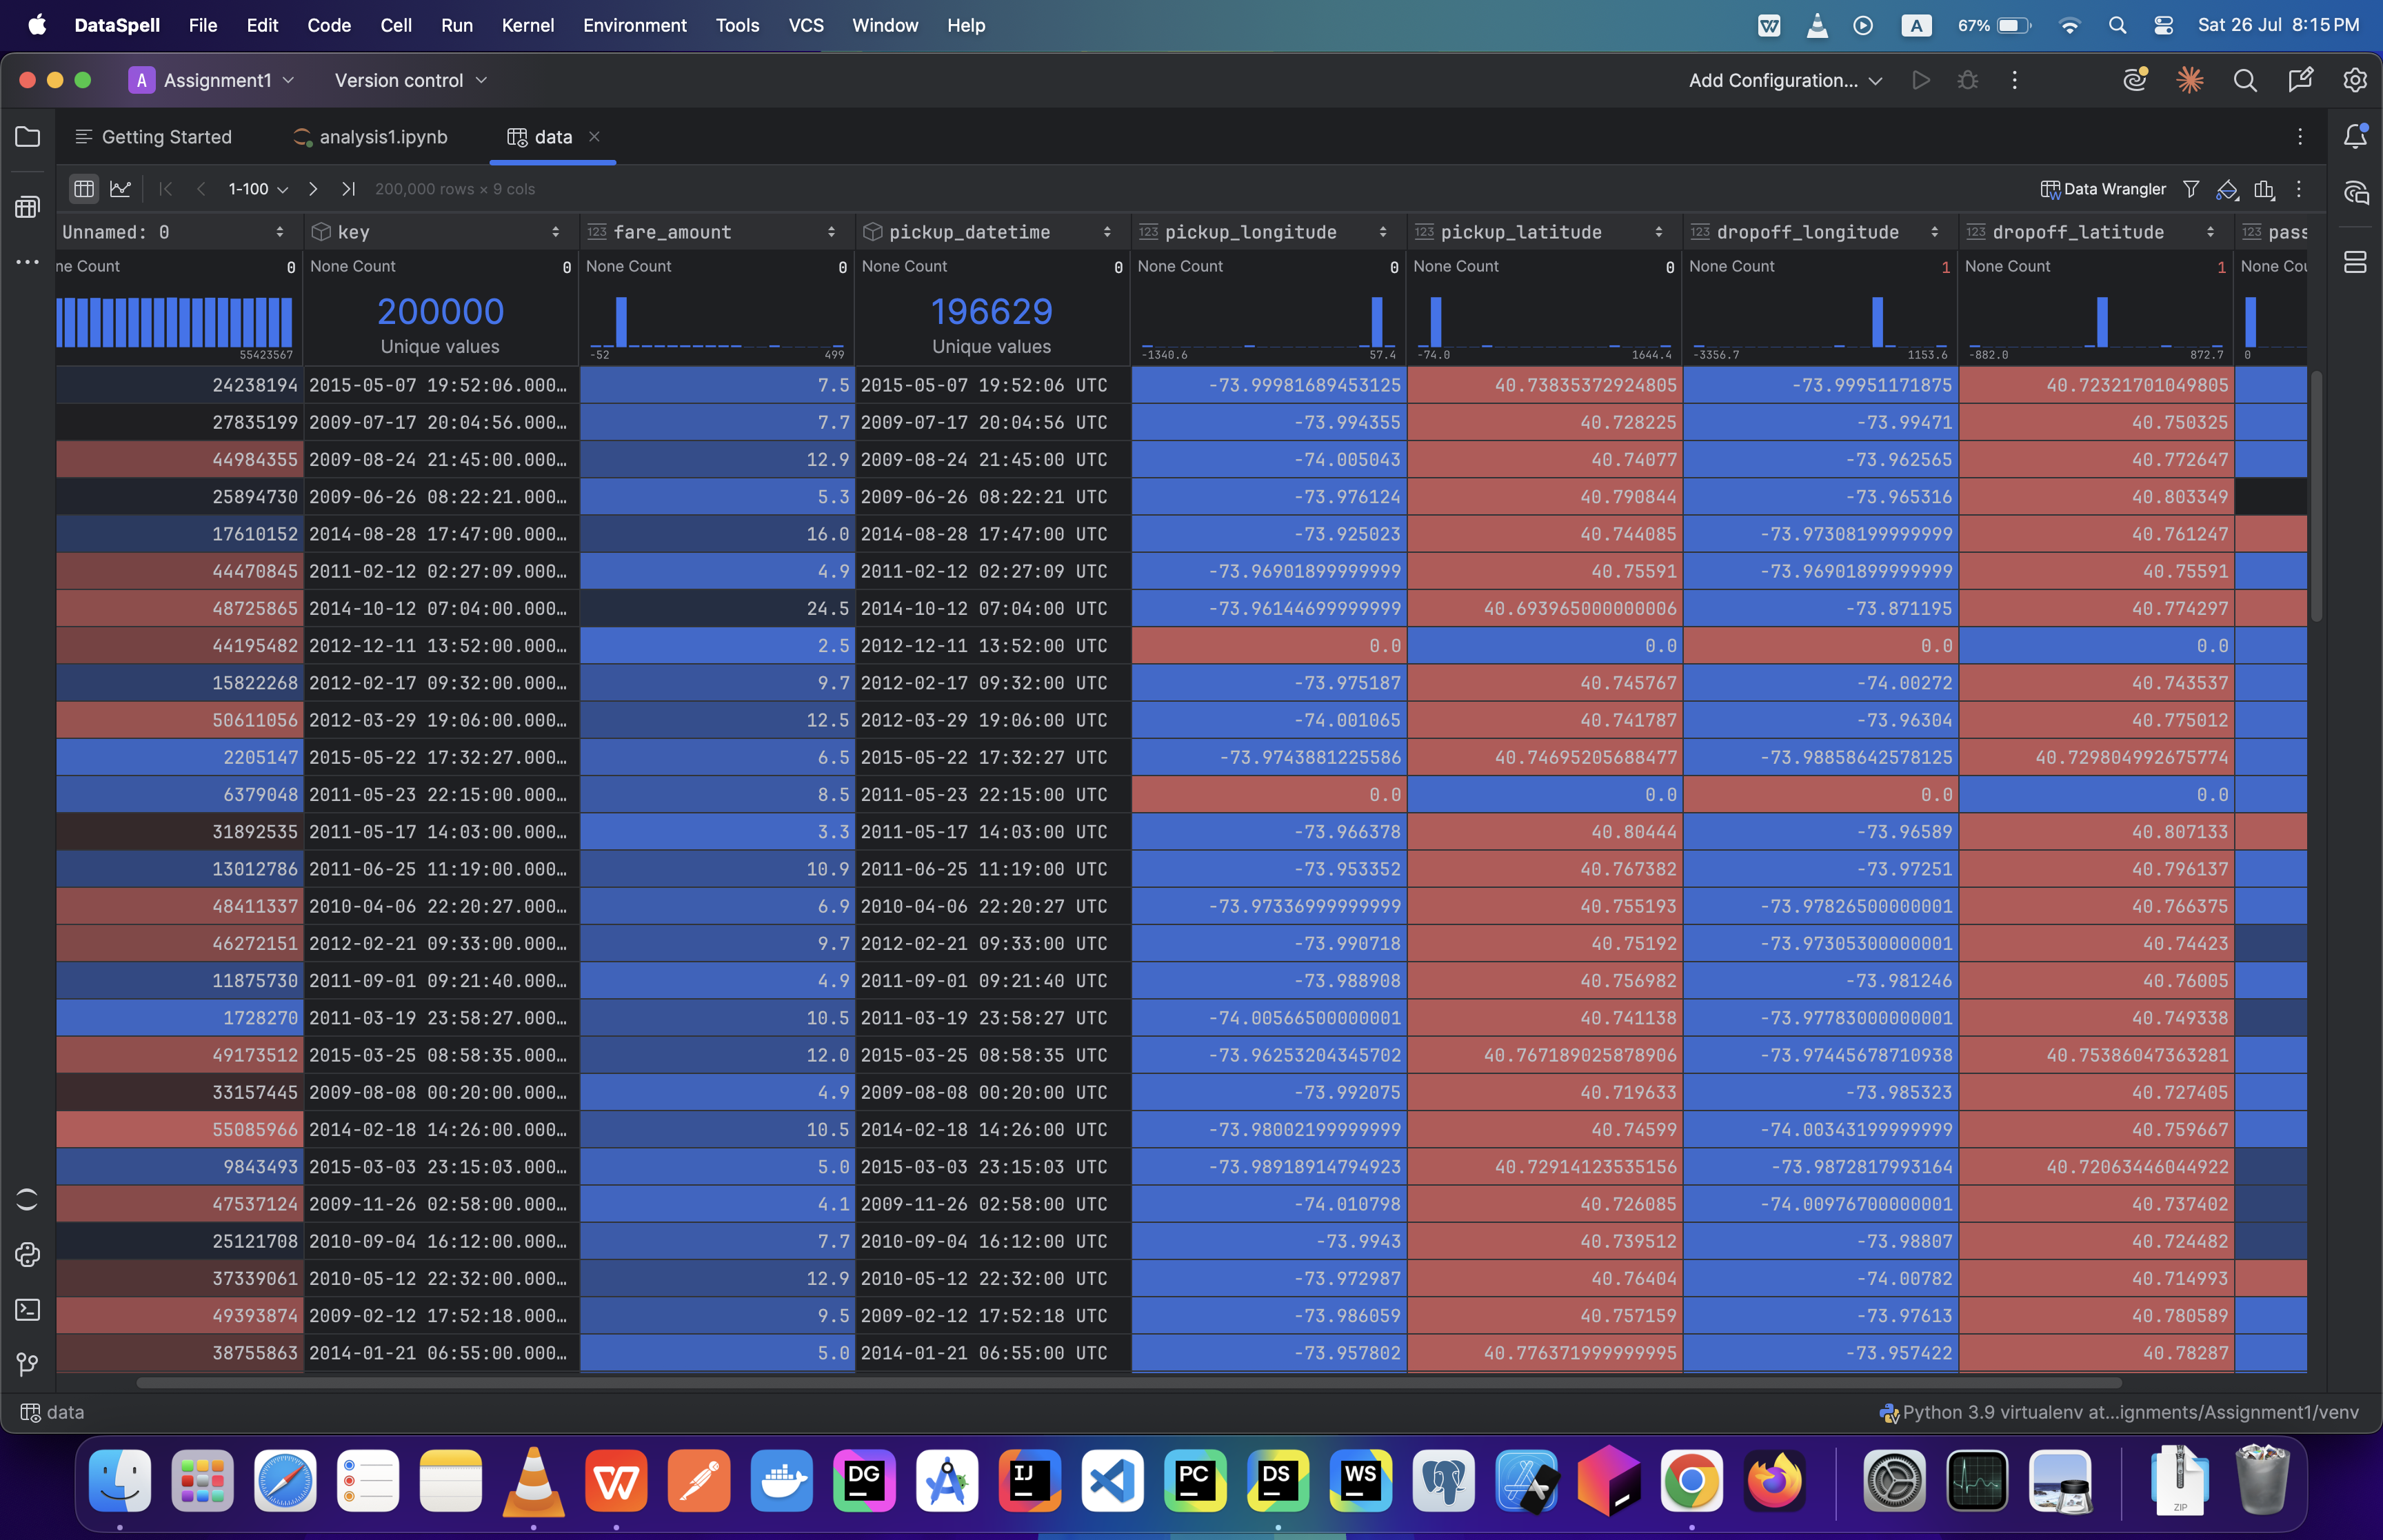 DataSpell File Edit Code Cell Run Kernel Environment Tools VCS Window Help A 67% Sat 26 Jul 8:15 PM
A Assignment1 Version control Add Configuration...
Getting Started analysis1.ipynb data
1-100 200,000 rows × 9 cols Data Wrangler
Unnamed: 0 key 123 fare_amount pickup_datetime 123 pickup_longitude 123 pickup_latitude 123 dropoff_longitude 123 dropoff_latitude 123 pass
ne Count 0 None Count 0 None Count 0 None Count 0 None Count 0 None Count 0 None Count 1 None Count 1 None Cou
200000 196629
Unique values Unique values
55423567 -52 499 -1340.6 57.4 -74.0 1644.4 -3356.7 1153.6 -882.0 872.7 0
24238194 2015-05-07 19:52:06.000… 7.5 2015-05-07 19:52:06 UTC -73.99981689453125 40.73835372924805 -73.99951171875 40.72321701049805
27835199 2009-07-17 20:04:56.000… 7.7 2009-07-17 20:04:56 UTC -73.994355 40.728225 -73.99471 40.750325
44984355 2009-08-24 21:45:00.000… 12.9 2009-08-24 21:45:00 UTC -74.005043 40.74077 -73.962565 40.772647
25894730 2009-06-26 08:22:21.000… 5.3 2009-06-26 08:22:21 UTC -73.976124 40.790844 -73.965316 40.803349
17610152 2014-08-28 17:47:00.000… 16.0 2014-08-28 17:47:00 UTC -73.925023 40.744085 -73.97308199999999 40.761247
44470845 2011-02-12 02:27:09.000… 4.9 2011-02-12 02:27:09 UTC -73.96901899999999 40.75591 -73.96901899999999 40.75591
48725865 2014-10-12 07:04:00.000… 24.5 2014-10-12 07:04:00 UTC -73.96144699999999 40.693965000000006 -73.871195 40.774297
44195482 2012-12-11 13:52:00.000… 2.5 2012-12-11 13:52:00 UTC 0.0 0.0 0.0 0.0
15822268 2012-02-17 09:32:00.000… 9.7 2012-02-17 09:32:00 UTC -73.975187 40.745767 -74.00272 40.743537
50611056 2012-03-29 19:06:00.000… 12.5 2012-03-29 19:06:00 UTC -74.001065 40.741787 -73.96304 40.775012
2205147 2015-05-22 17:32:27.000… 6.5 2015-05-22 17:32:27 UTC -73.9743881225586 40.74695205688477 -73.98858642578125 40.729804992675774
6379048 2011-05-23 22:15:00.000… 8.5 2011-05-23 22:15:00 UTC 0.0 0.0 0.0 0.0
31892535 2011-05-17 14:03:00.000… 3.3 2011-05-17 14:03:00 UTC -73.966378 40.80444 -73.96589 40.807133
13012786 2011-06-25 11:19:00.000… 10.9 2011-06-25 11:19:00 UTC -73.953352 40.767382 -73.97251 40.796137
48411337 2010-04-06 22:20:27.000… 6.9 2010-04-06 22:20:27 UTC -73.97336999999999 40.755193 -73.97826500000001 40.766375
46272151 2012-02-21 09:33:00.000… 9.7 2012-02-21 09:33:00 UTC -73.990718 40.75192 -73.97305300000001 40.74423
11875730 2011-09-01 09:21:40.000… 4.9 2011-09-01 09:21:40 UTC -73.988908 40.756982 -73.981246 40.76005
1728270 2011-03-19 23:58:27.000… 10.5 2011-03-19 23:58:27 UTC -74.00566500000001 40.741138 -73.97783000000001 40.749338
49173512 2015-03-25 08:58:35.000… 12.0 2015-03-25 08:58:35 UTC -73.96253204345702 40.767189025878906 -73.97445678710938 40.75386047363281
33157445 2009-08-08 00:20:00.000… 4.9 2009-08-08 00:20:00 UTC -73.992075 40.719633 -73.985323 40.727405
55085966 2014-02-18 14:26:00.000… 10.5 2014-02-18 14:26:00 UTC -73.98002199999999 40.74599 -74.00343199999999 40.759667
9843493 2015-03-03 23:15:03.000… 5.0 2015-03-03 23:15:03 UTC -73.98918914794923 40.72914123535156 -73.9872817993164 40.72063446044922
47537124 2009-11-26 02:58:00.000… 4.1 2009-11-26 02:58:00 UTC -74.010798 40.726085 -74.00976700000001 40.737402
25121708 2010-09-04 16:12:00.000… 7.7 2010-09-04 16:12:00 UTC -73.9943 40.739512 -73.98807 40.724482
37339061 2010-05-12 22:32:00.000… 12.9 2010-05-12 22:32:00 UTC -73.972987 40.76404 -74.00782 40.714993
49393874 2009-02-12 17:52:18.000… 9.5 2009-02-12 17:52:18 UTC -73.986059 40.757159 -73.97613 40.780589
38755863 2014-01-21 06:55:00.000… 5.0 2014-01-21 06:55:00 UTC -73.957802 40.776371999999995 -73.957422 40.78287
data Python 3.9 virtualenv at...ignments/Assignment1/venv
DG IJ PC DS WS ZIP